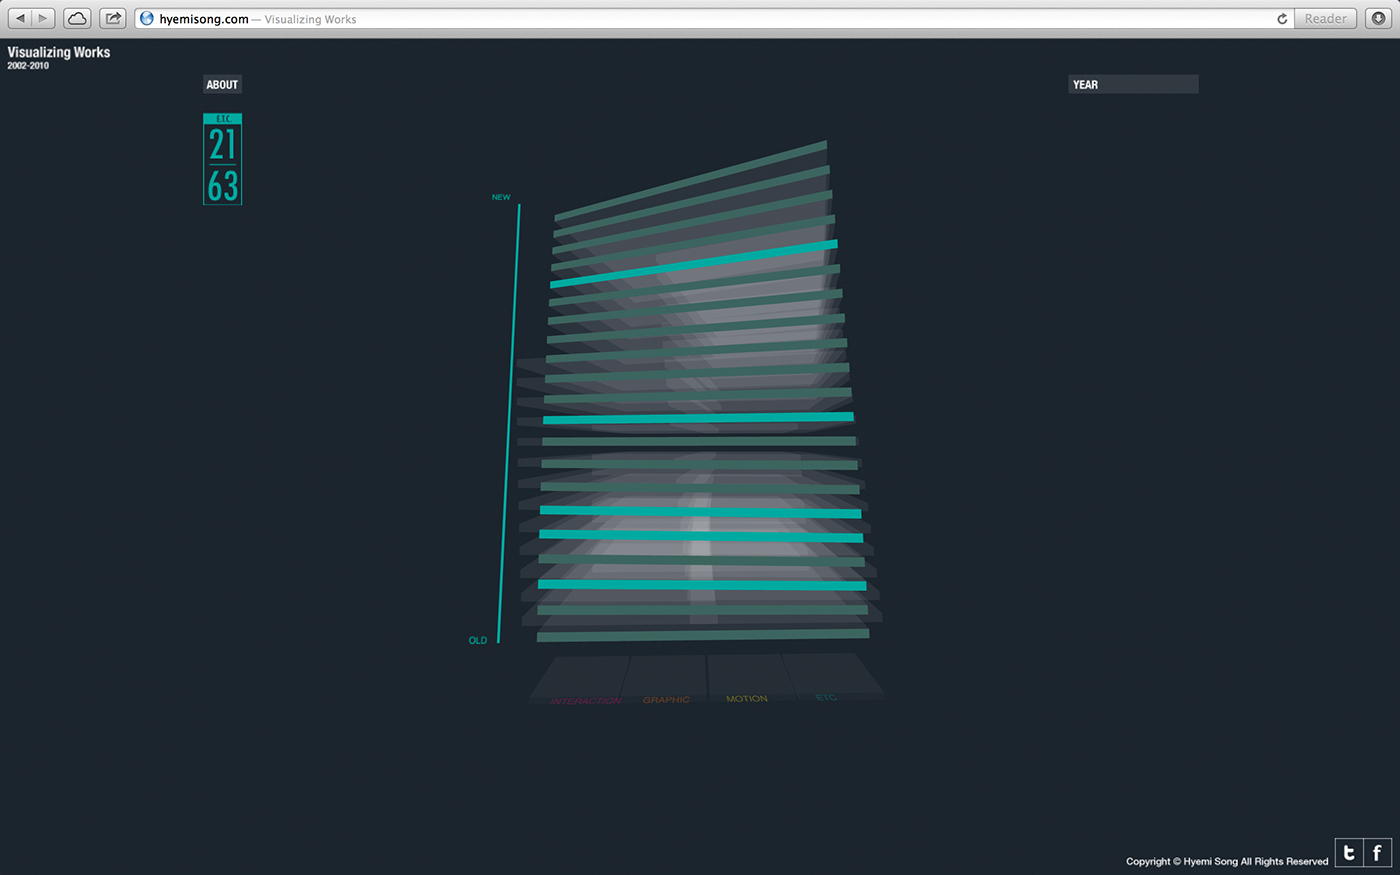 hyemisong.com — Visualizing Works
Reader
Visualizing Works
2002-2010
ABOUT
YEAR
ETC
21
63
NEW
OLD
INTERACTION
GRAPHIC
MOTION
ETC
Copyright © Hyemi Song All Rights Reserved
t f